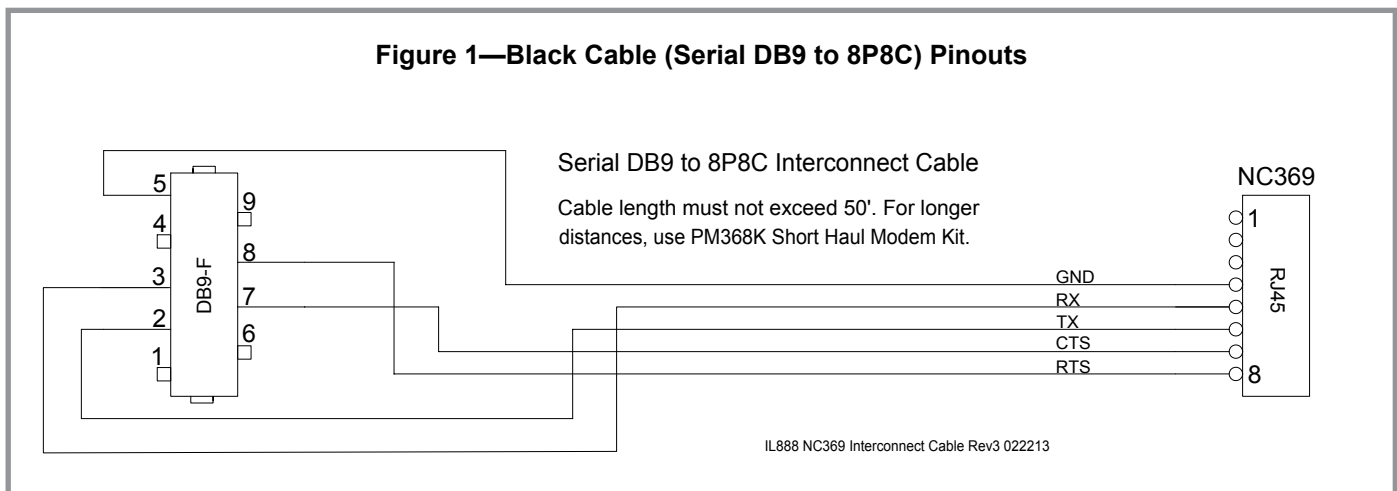 Figure 1—Black Cable (Serial DB9 to 8P8C) Pinouts
Serial DB9 to 8P8C Interconnect Cable
Cable length must not exceed 50'. For longer
distances, use PM368K Short Haul Modem Kit.
5
4
3
2
1
DB9-F
9
8
7
6
GND
RX
TX
CTS
RTS
NC369
1
RJ45
8
IL888 NC369 Interconnect Cable Rev3 022213